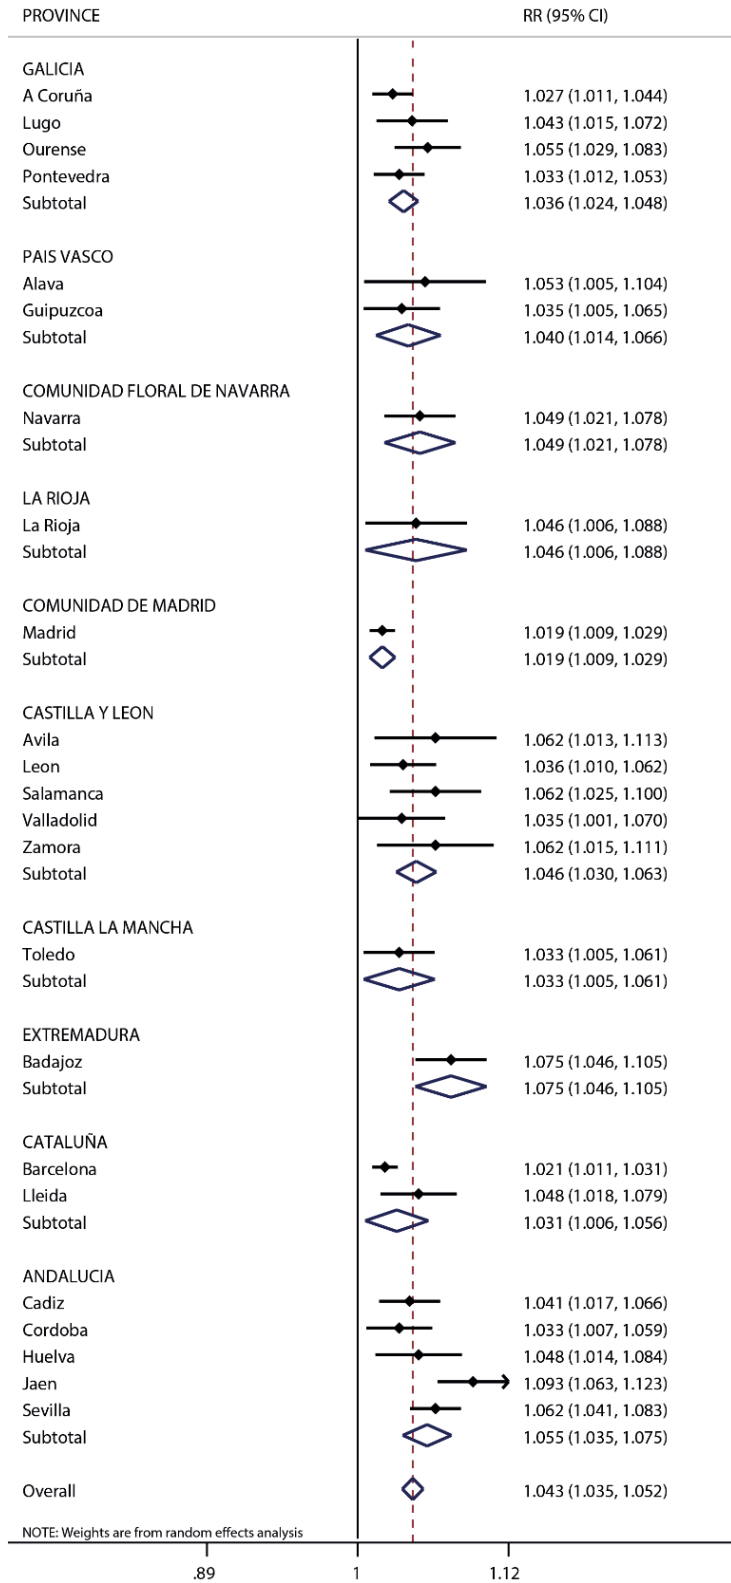 PROVINCE RR (95% CI)
GALICIA
A Coruña 1.027 (1.011, 1.044)
Lugo 1.043 (1.015, 1.072)
Ourense 1.055 (1.029, 1.083)
Pontevedra 1.033 (1.012, 1.053)
Subtotal 1.036 (1.024, 1.048)
PAIS VASCO
Alava 1.053 (1.005, 1.104)
Guipuzcoa 1.035 (1.005, 1.065)
Subtotal 1.040 (1.014, 1.066)
COMUNIDAD FLORAL DE NAVARRA
Navarra 1.049 (1.021, 1.078)
Subtotal 1.049 (1.021, 1.078)
LA RIOJA
La Rioja 1.046 (1.006, 1.088)
Subtotal 1.046 (1.006, 1.088)
COMUNIDAD DE MADRID
Madrid 1.019 (1.009, 1.029)
Subtotal 1.019 (1.009, 1.029)
CASTILLA Y LEON
Avila 1.062 (1.013, 1.113)
Leon 1.036 (1.010, 1.062)
Salamanca 1.062 (1.025, 1.100)
Valladolid 1.035 (1.001, 1.070)
Zamora 1.062 (1.015, 1.111)
Subtotal 1.046 (1.030, 1.063)
CASTILLA LA MANCHA
Toledo 1.033 (1.005, 1.061)
Subtotal 1.033 (1.005, 1.061)
EXTREMADURA
Badajoz 1.075 (1.046, 1.105)
Subtotal 1.075 (1.046, 1.105)
CATALUÑA
Barcelona 1.021 (1.011, 1.031)
Lleida 1.048 (1.018, 1.079)
Subtotal 1.031 (1.006, 1.056)
ANDALUCIA
Cadiz 1.041 (1.017, 1.066)
Cordoba 1.033 (1.007, 1.059)
Huelva 1.048 (1.014, 1.084)
Jaen 1.093 (1.063, 1.123)
Sevilla 1.062 (1.041, 1.083)
Subtotal 1.055 (1.035, 1.075)
Overall 1.043 (1.035, 1.052)
NOTE: Weights are from random effects analysis
.89 1 1.12